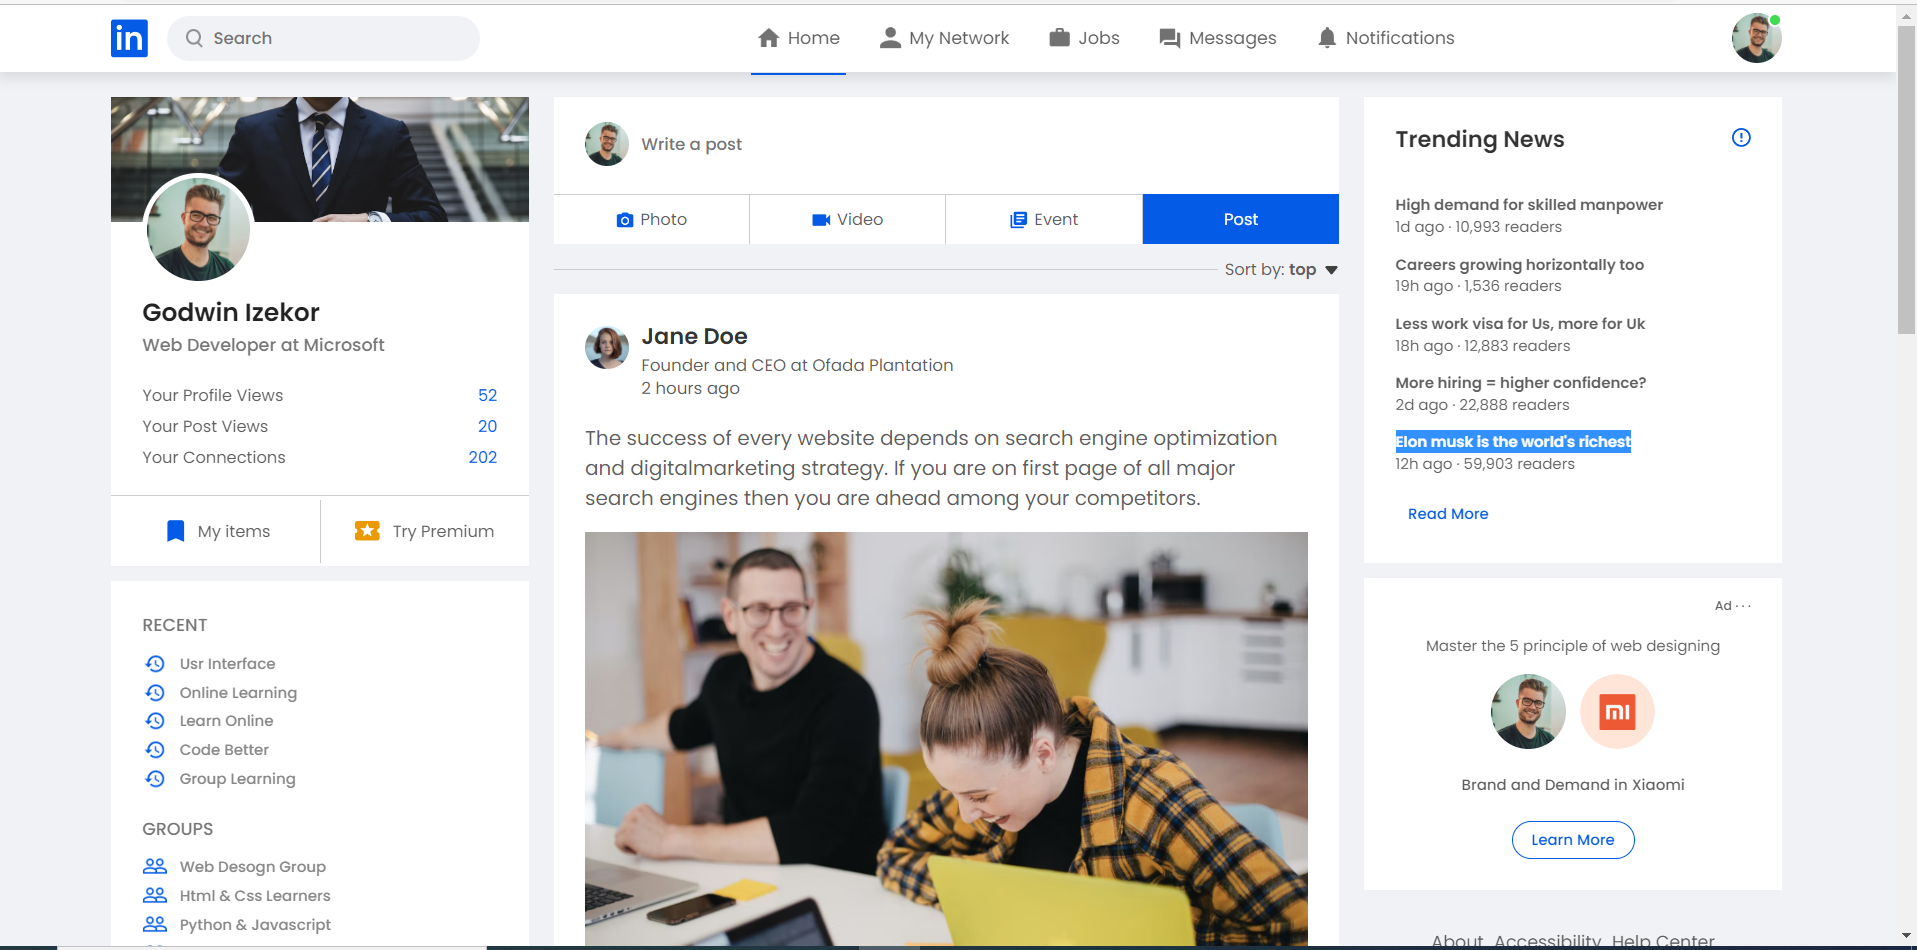 in
Search
Home
My Network
Jobs
Messages
Notifications
Godwin Izekor
Web Developer at Microsoft
Your Profile Views 52
Your Post Views 20
Your Connections 202
My items
Try Premium
RECENT
Usr Interface
Online Learning
Learn Online
Code Better
Group Learning
GROUPS
Web Desogn Group
Html & Css Learners
Python & Javascript
Write a post
Photo
Video
Event
Post
Sort by: top
Jane Doe
Founder and CEO at Ofada Plantation
2 hours ago
The success of every website depends on search engine optimization
and digitalmarketing strategy. If you are on first page of all major
search engines then you are ahead among your competitors.
Trending News
High demand for skilled manpower
1d ago · 10,993 readers
Careers growing horizontally too
19h ago · 1,536 readers
Less work visa for Us, more for Uk
18h ago · 12,883 readers
More hiring = higher confidence?
2d ago · 22,888 readers
Elon musk is the world's richest
12h ago · 59,903 readers
Read More
Ad · · ·
Master the 5 principle of web designing
mi
Brand and Demand in Xiaomi
Learn More
About Accessibility Help Center